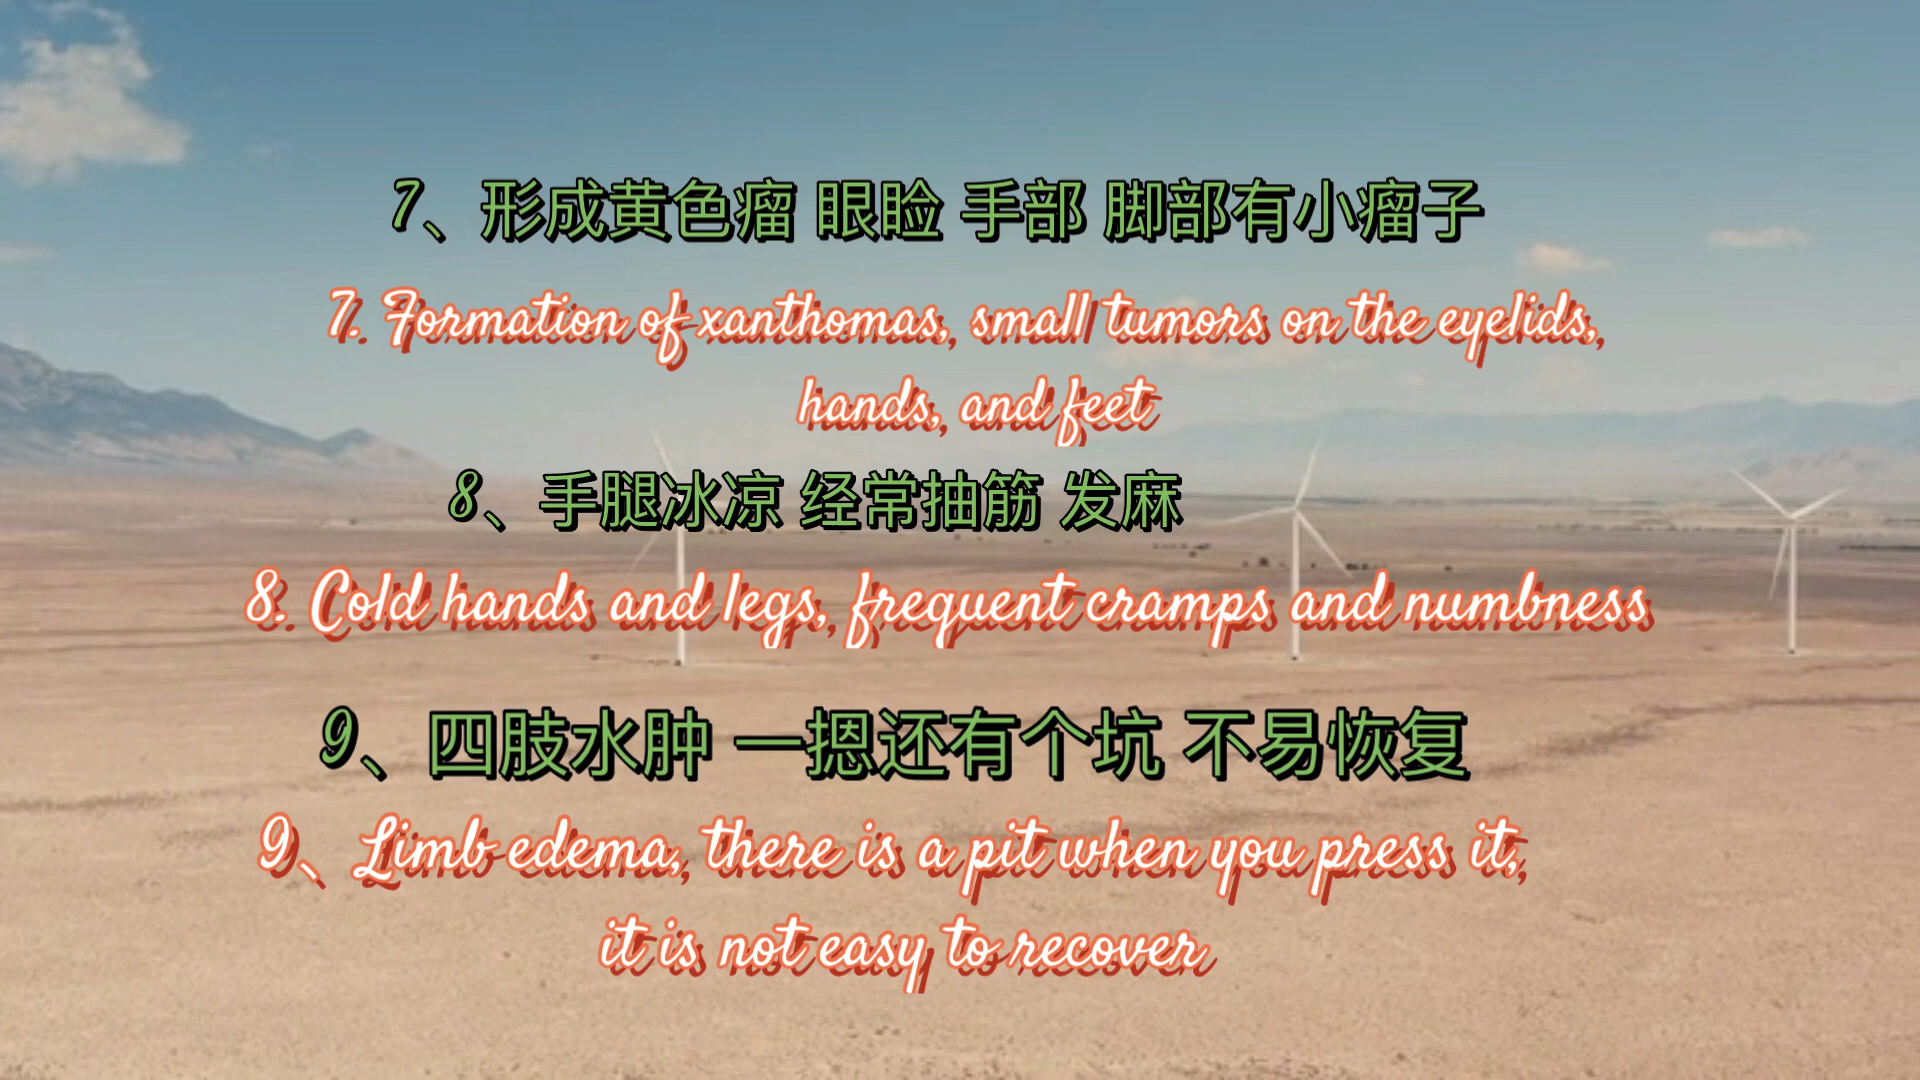 7、形成黄色瘤 眼睑 手部 脚部有小瘤子
7. Formation of xanthomas, small tumors on the eyelids,
hands, and feet
8、手腿冰凉 经常抽筋 发麻
8. Cold hands and legs, frequent cramps and numbness
9、四肢水肿 一摁还有个坑 不易恢复
9、Limb edema, there is a pit when you press it,
it is not easy to recover